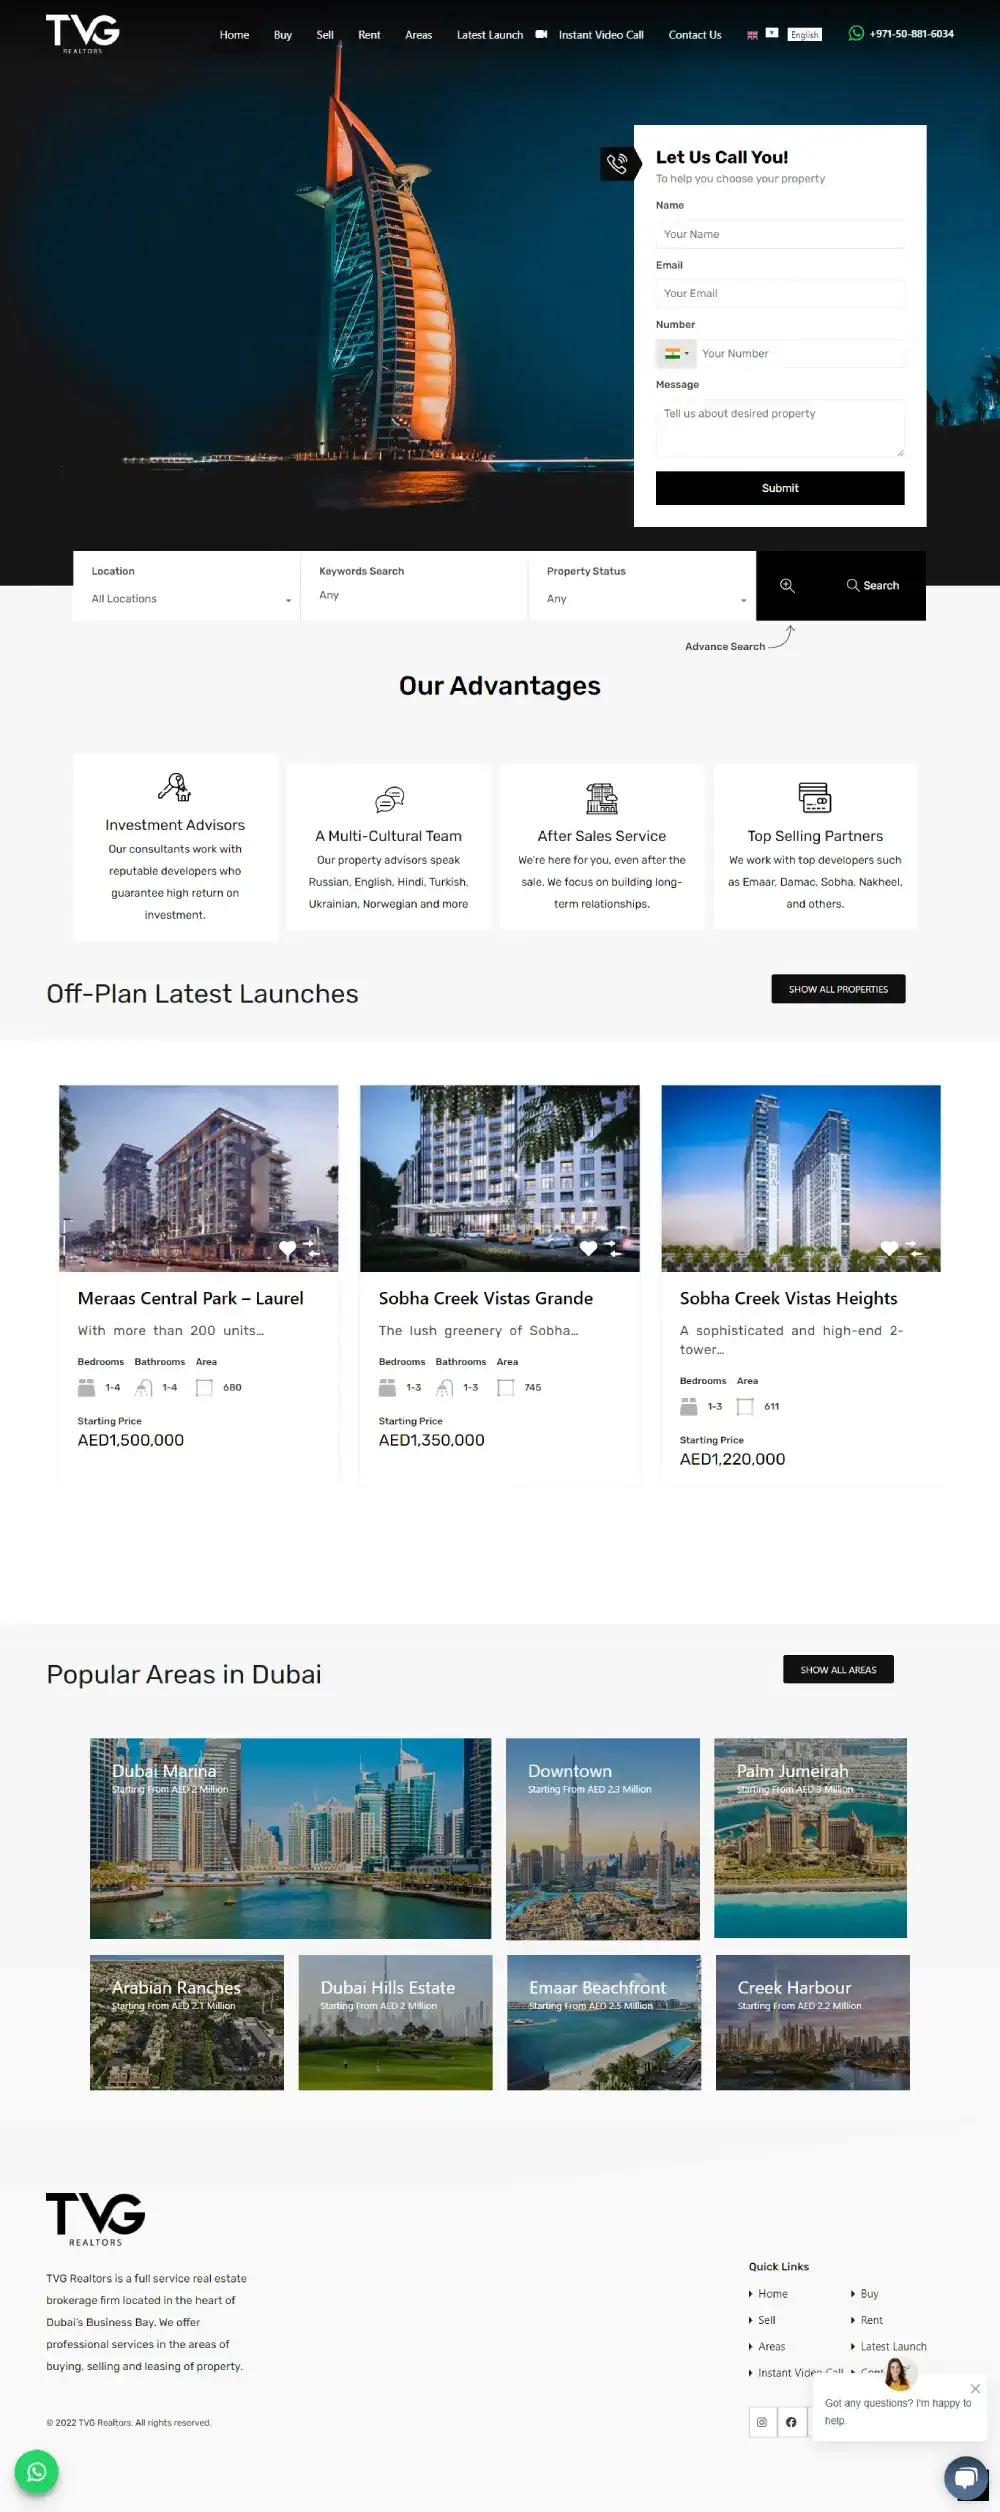 TVG
REALTORS
Home
Buy
Sell
Rent
Areas
Latest Launch
Instant Video Call
Contact Us
English
+971-50-881-6034
Let Us Call You!
To help you choose your property
Name
Your Name
Email
Your Email
Number
Your Number
Message
Tell us about desired property
Submit
Location
All Locations
Keywords Search
Any
Property Status
Any
Search
Advance Search
Our Advantages
Investment Advisors
Our consultants work with
reputable developers who
guarantee high return on
investment.
A Multi-Cultural Team
Our property advisors speak
Russian, English, Hindi, Turkish,
Ukrainian, Norwegian and more
After Sales Service
We're here for you, even after the
sale. We focus on building long-
term relationships.
Top Selling Partners
We work with top developers such
as Emaar, Damac, Sobha, Nakheel,
and others.
Off-Plan Latest Launches
SHOW ALL PROPERTIES
SOBHA
SOBHA
Meraas Central Park – Laurel
With more than 200 units...
Bedrooms Bathrooms Area
1-4 1-4 680
Starting Price
AED1,500,000
Sobha Creek Vistas Grande
The lush greenery of Sobha...
Bedrooms Bathrooms Area
1-3 1-3 745
Starting Price
AED1,350,000
Sobha Creek Vistas Heights
A sophisticated and high-end 2-
tower...
Bedrooms Area
1-3 611
Starting Price
AED1,220,000
Popular Areas in Dubai
SHOW ALL AREAS
Dubai Marina
Starting From AED 2 Million
Downtown
Starting From AED 2.3 Million
Palm Jumeirah
Starting From AED 3 Million
Arabian Ranches
Starting From AED 2.1 Million
Dubai Hills Estate
Starting From AED 2 Million
Emaar Beachfront
Starting From AED 2.5 Million
Creek Harbour
Starting From AED 2.2 Million
TVG
REALTORS
TVG Realtors is a full service real estate
brokerage firm located in the heart of
Dubai's Business Bay. We offer
professional services in the areas of
buying, selling and leasing of property.
© 2022 TVG Realtors. All rights reserved.
Quick Links
Home
Buy
Sell
Rent
Areas
Latest Launch
Instant Video Call
Got any questions? I'm happy to
help.